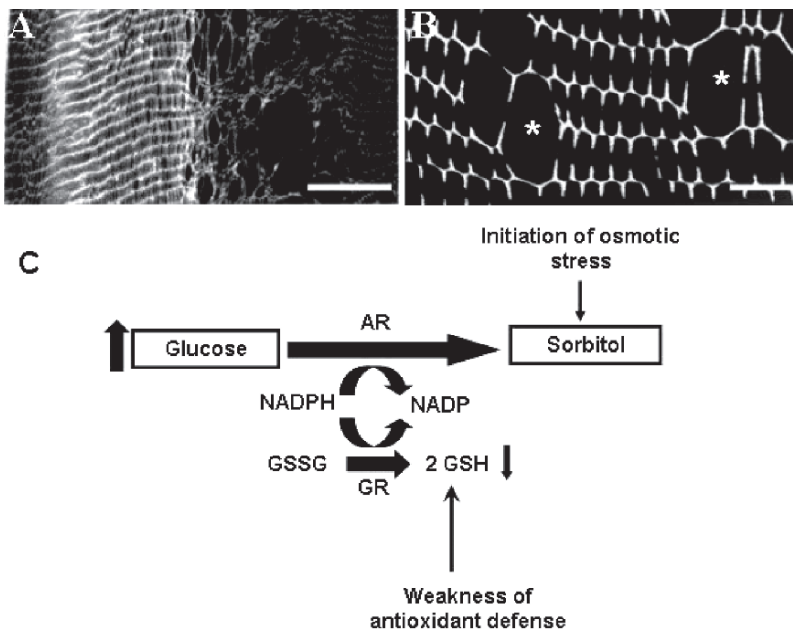 A
B
*
*
C
Initiation of osmotic
stress
AR
Glucose
Sorbitol
NADPH
NADP
GSSG
2 GSH
GR
Weakness of
antioxidant defense